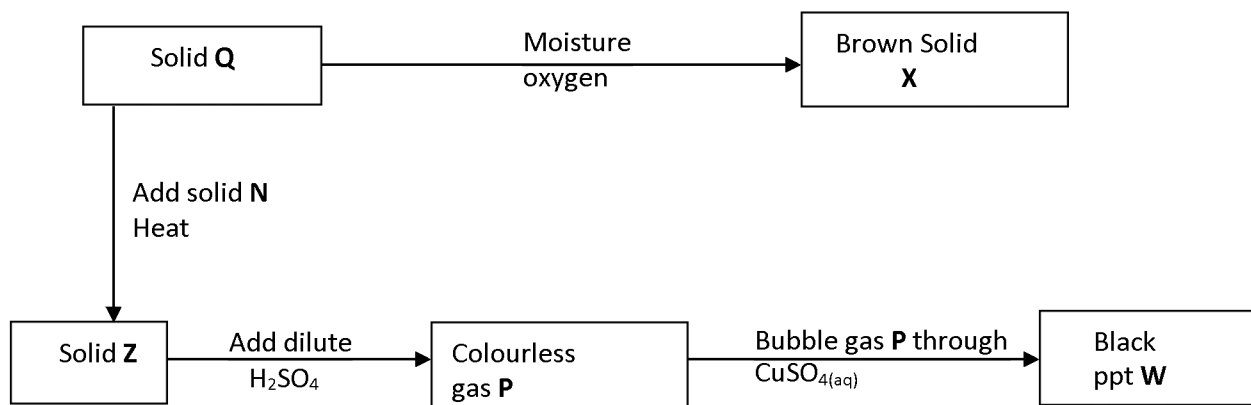 Solid Q
Moisture
oxygen
Brown Solid
X
Add solid N
Heat
Solid Z
Add dilute
H₂SO₄
Colourless
gas P
Bubble gas P through
CuSO₄(aq)
Black
ppt W